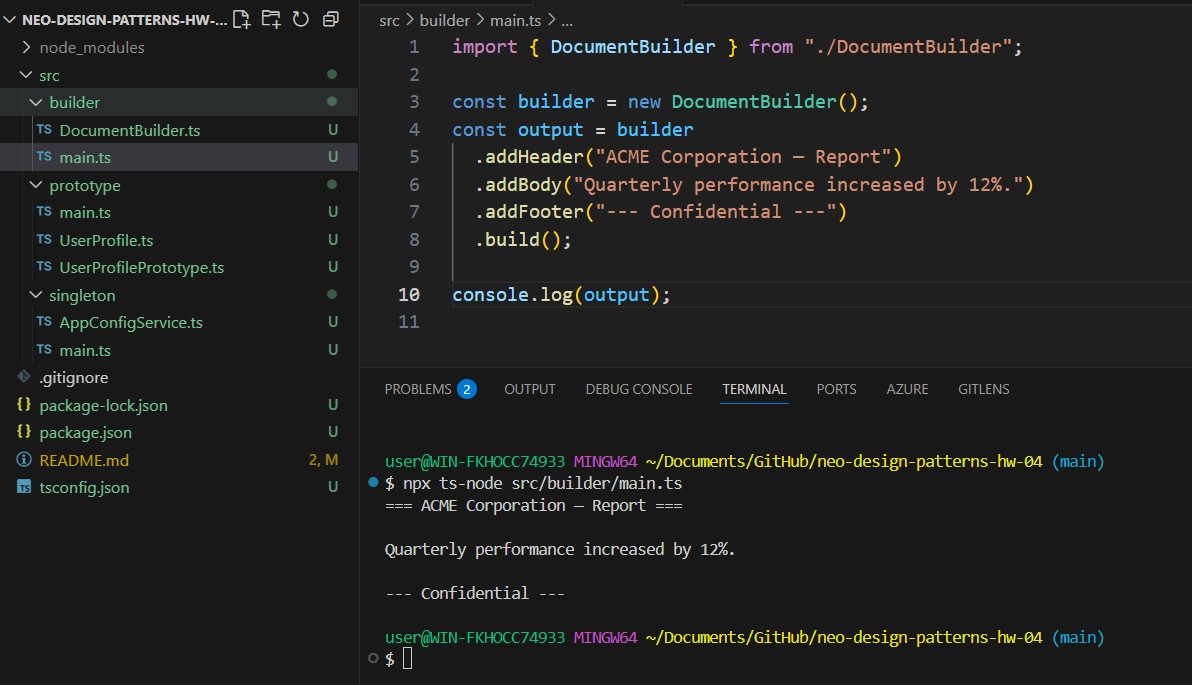 NEO-DESIGN-PATTERNS-HW-...
node_modules
src
builder
TS DocumentBuilder.ts U
TS main.ts U
prototype
TS main.ts U
TS UserProfile.ts U
TS UserProfilePrototype.ts U
singleton
TS AppConfigService.ts U
TS main.ts U
.gitignore
{} package-lock.json U
{} package.json U
README.md 2, M
TS tsconfig.json U
src > builder > main.ts > ...
1 import { DocumentBuilder } from "./DocumentBuilder";
2
3 const builder = new DocumentBuilder();
4 const output = builder
5 .addHeader("ACME Corporation — Report")
6 .addBody("Quarterly performance increased by 12%.")
7 .addFooter("--- Confidential ---")
8 .build();
9
10 console.log(output);
11
PROBLEMS 2 OUTPUT DEBUG CONSOLE TERMINAL PORTS AZURE GITLENS
user@WIN-FKHOCC74933 MINGW64 ~/Documents/GitHub/neo-design-patterns-hw-04 (main)
$ npx ts-node src/builder/main.ts
=== ACME Corporation — Report ===
Quarterly performance increased by 12%.
--- Confidential ---
user@WIN-FKHOCC74933 MINGW64 ~/Documents/GitHub/neo-design-patterns-hw-04 (main)
$